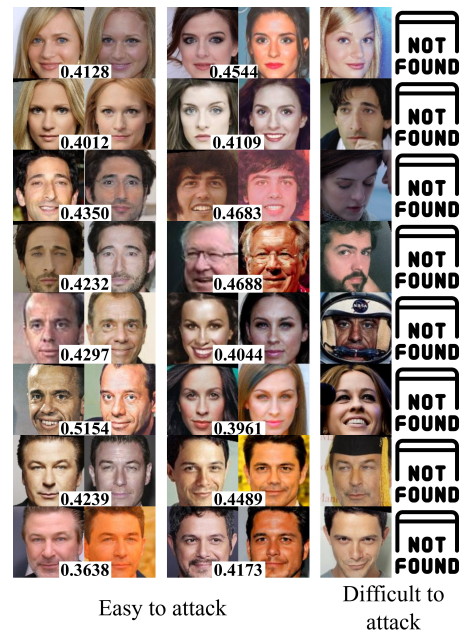 0.4128
0.4544
NOT
FOUND
0.4012
0.4109
NOT
FOUND
0.4350
0.4683
NOT
FOUND
0.4232
0.4688
NOT
FOUND
NASA
0.4297
0.4044
NOT
FOUND
0.5154
0.3961
NOT
FOUND
0.4239
0.4489
NOT
FOUND
0.3638
0.4173
NOT
FOUND
Easy to attack
Difficult to
attack